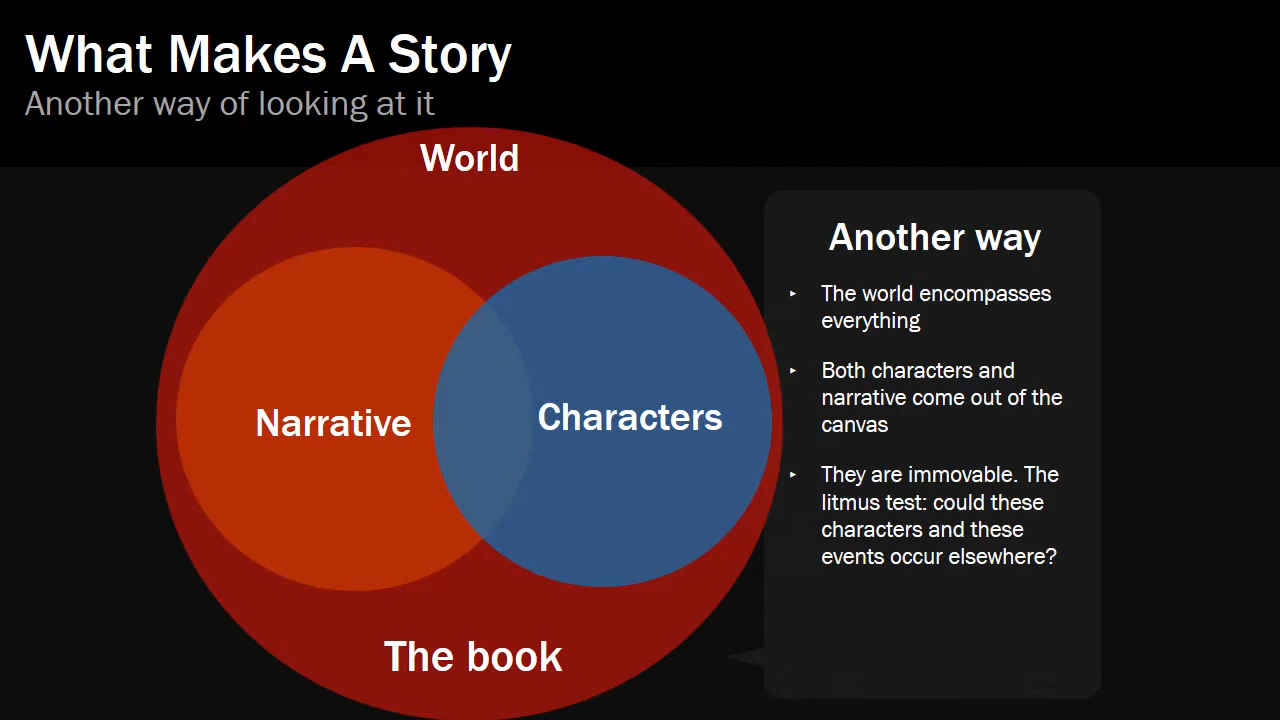 What Makes A Story
Another way of looking at it
World
Narrative
Characters
The book
Another way
‣ The world encompasses
everything
‣ Both characters and
narrative come out of the
canvas
‣ They are immovable. The
litmus test: could these
characters and these
events occur elsewhere?